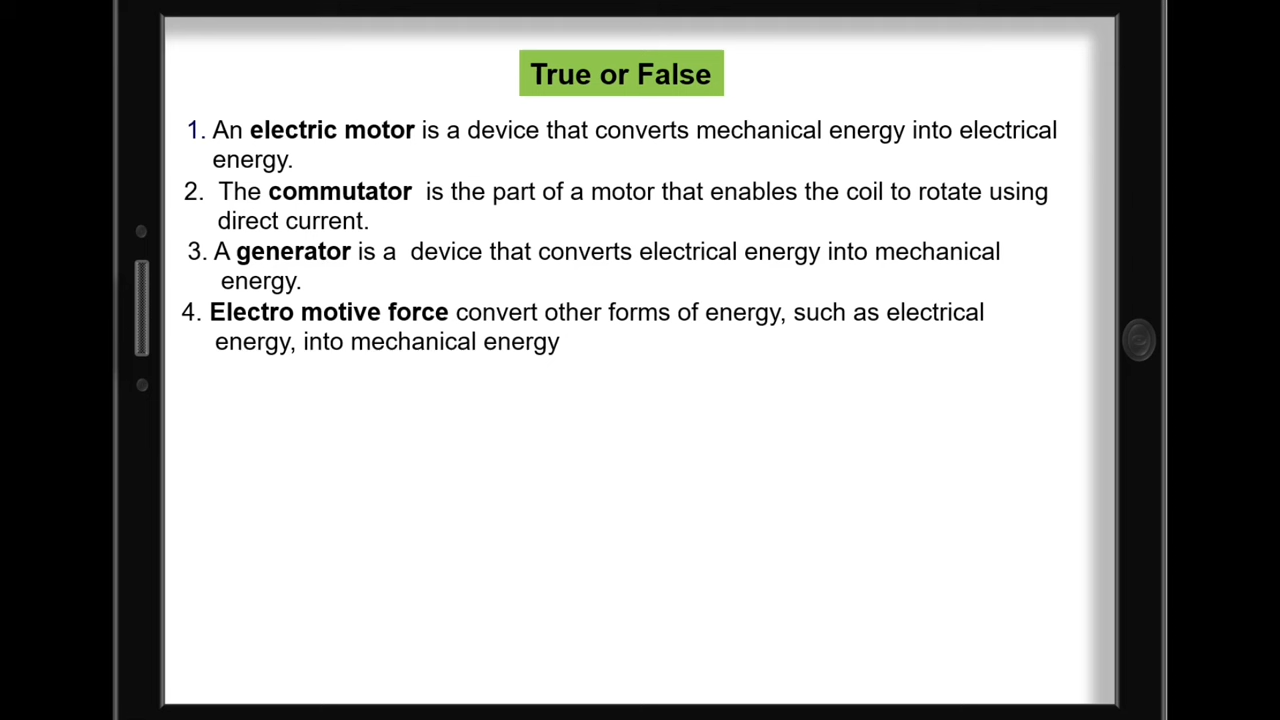 True or False
1. An electric motor is a device that converts mechanical energy into electrical
energy.
2. The commutator is the part of a motor that enables the coil to rotate using
direct current.
3. A generator is a device that converts electrical energy into mechanical
energy.
4. Electro motive force convert other forms of energy, such as electrical
energy, into mechanical energy